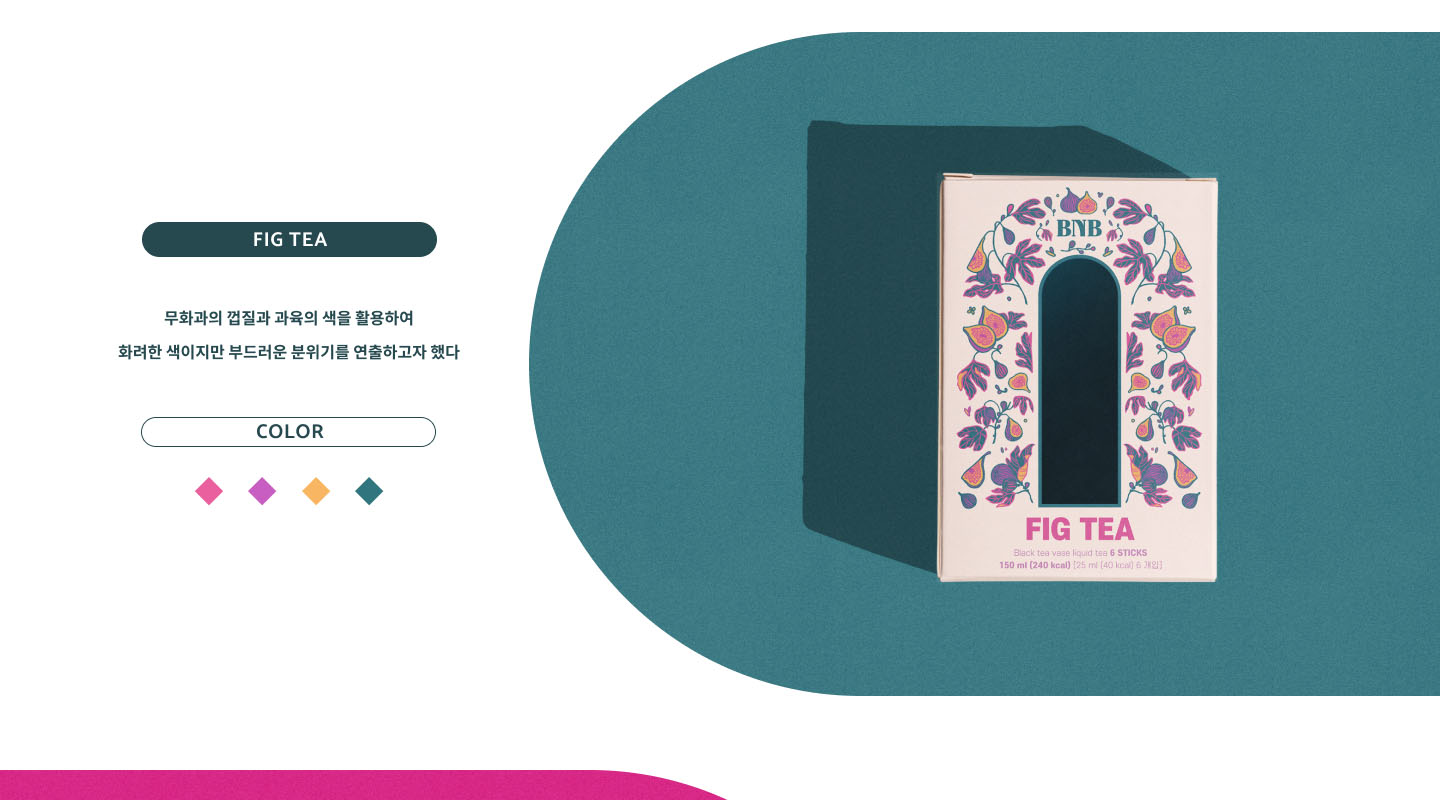 FIG TEA
무화과의 껍질과 과육의 색을 활용하여
화려한 색이지만 부드러운 분위기를 연출하고자 했다
COLOR
BNB
FIG TEA
Black tea vase liquid tea 6 STICKS
150 ml (240 kcal) [25 ml (40 kcal) 6 개입]